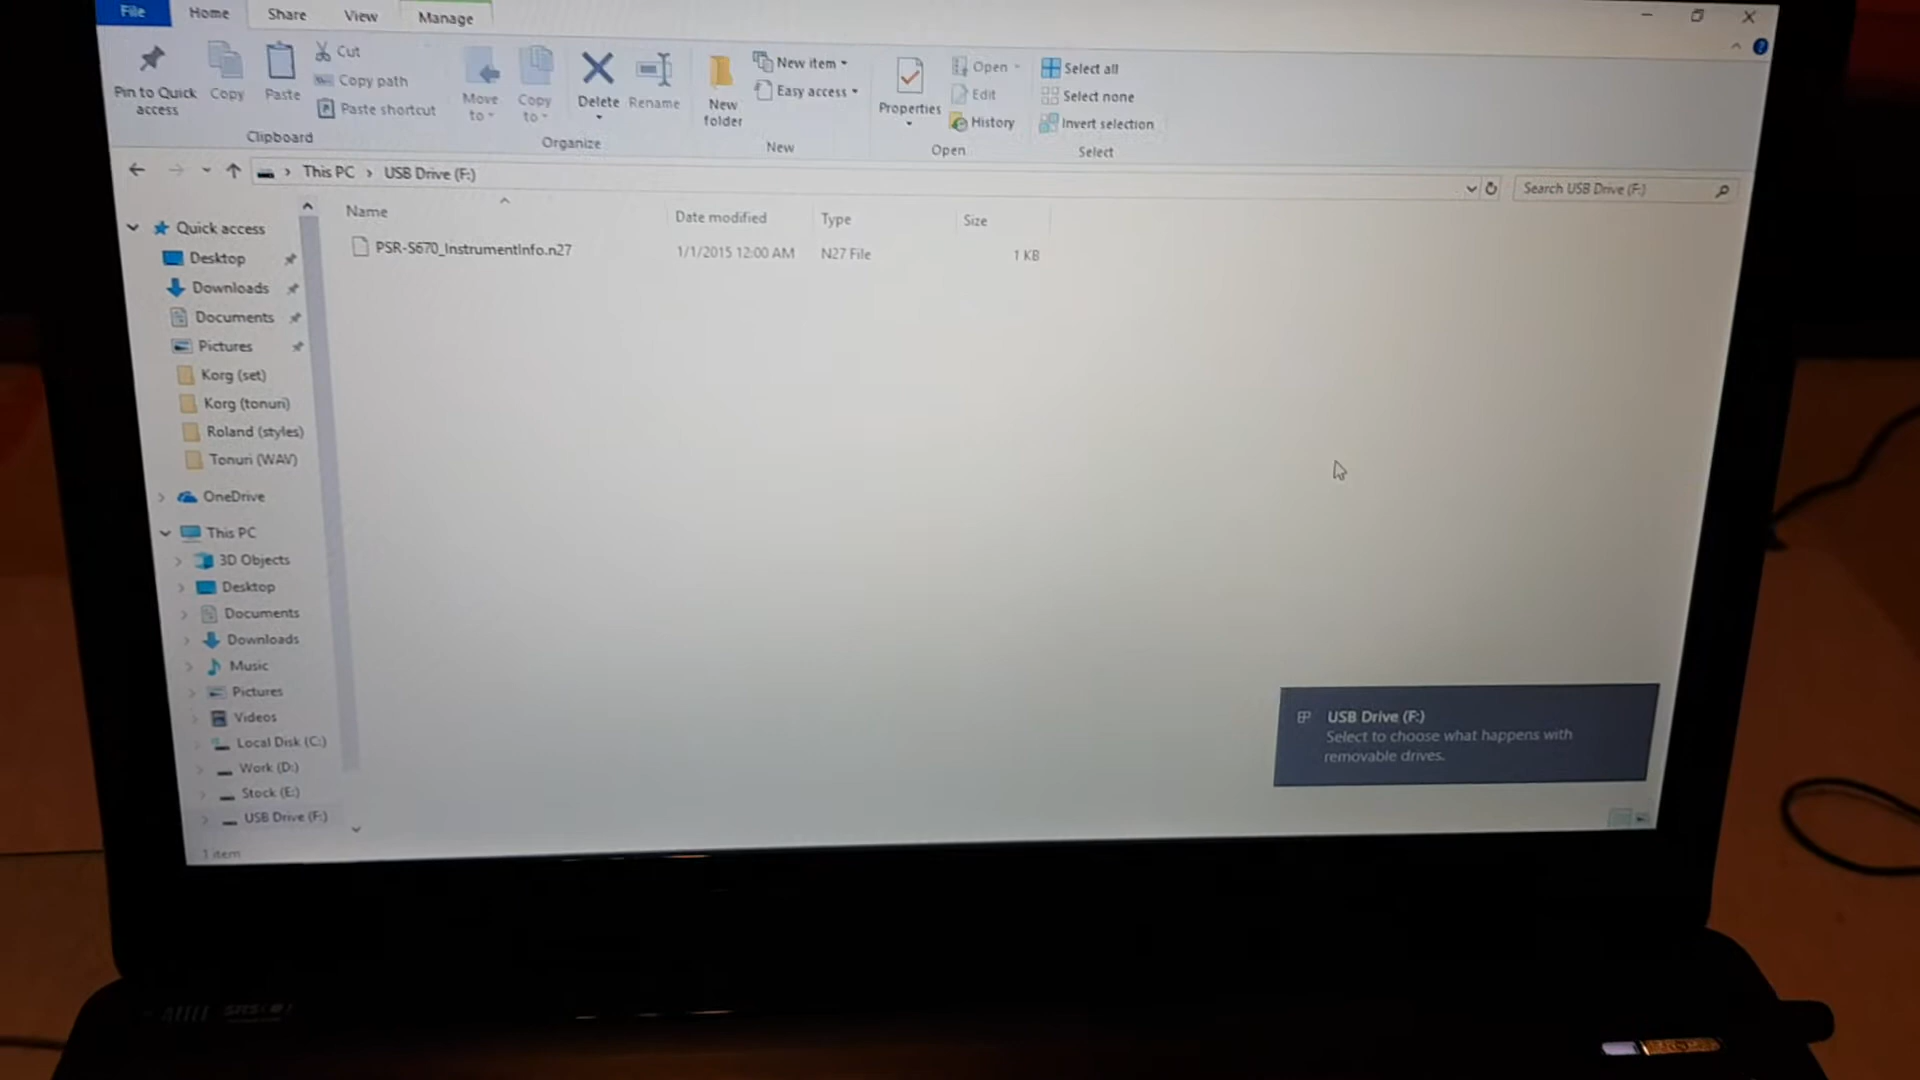 File Home Share View Manage
Pin to Quick access
Copy
Paste
Cut
Copy path
Paste shortcut
Clipboard
Move to
Copy to
Delete
Rename
Organize
New folder
New item
Easy access
New
Properties
Open
Edit
History
Open
Select all
Select none
Invert selection
Select
This PC > USB Drive (F:)
Search USB Drive (F:)
Name Date modified Type Size
PSR-S670_InstrumentInfo.n27 1/1/2015 12:00 AM N27 File 1 KB
Quick access
Desktop
Downloads
Documents
Pictures
Korg (set)
Korg (tonuri)
Roland (styles)
Tonuri (WAV)
OneDrive
This PC
3D Objects
Desktop
Documents
Downloads
Music
Pictures
Videos
Local Disk (C:)
Work (D:)
Stock (E:)
USB Drive (F:)
1 item
USB Drive (F:)
Select to choose what happens with
removable drives.